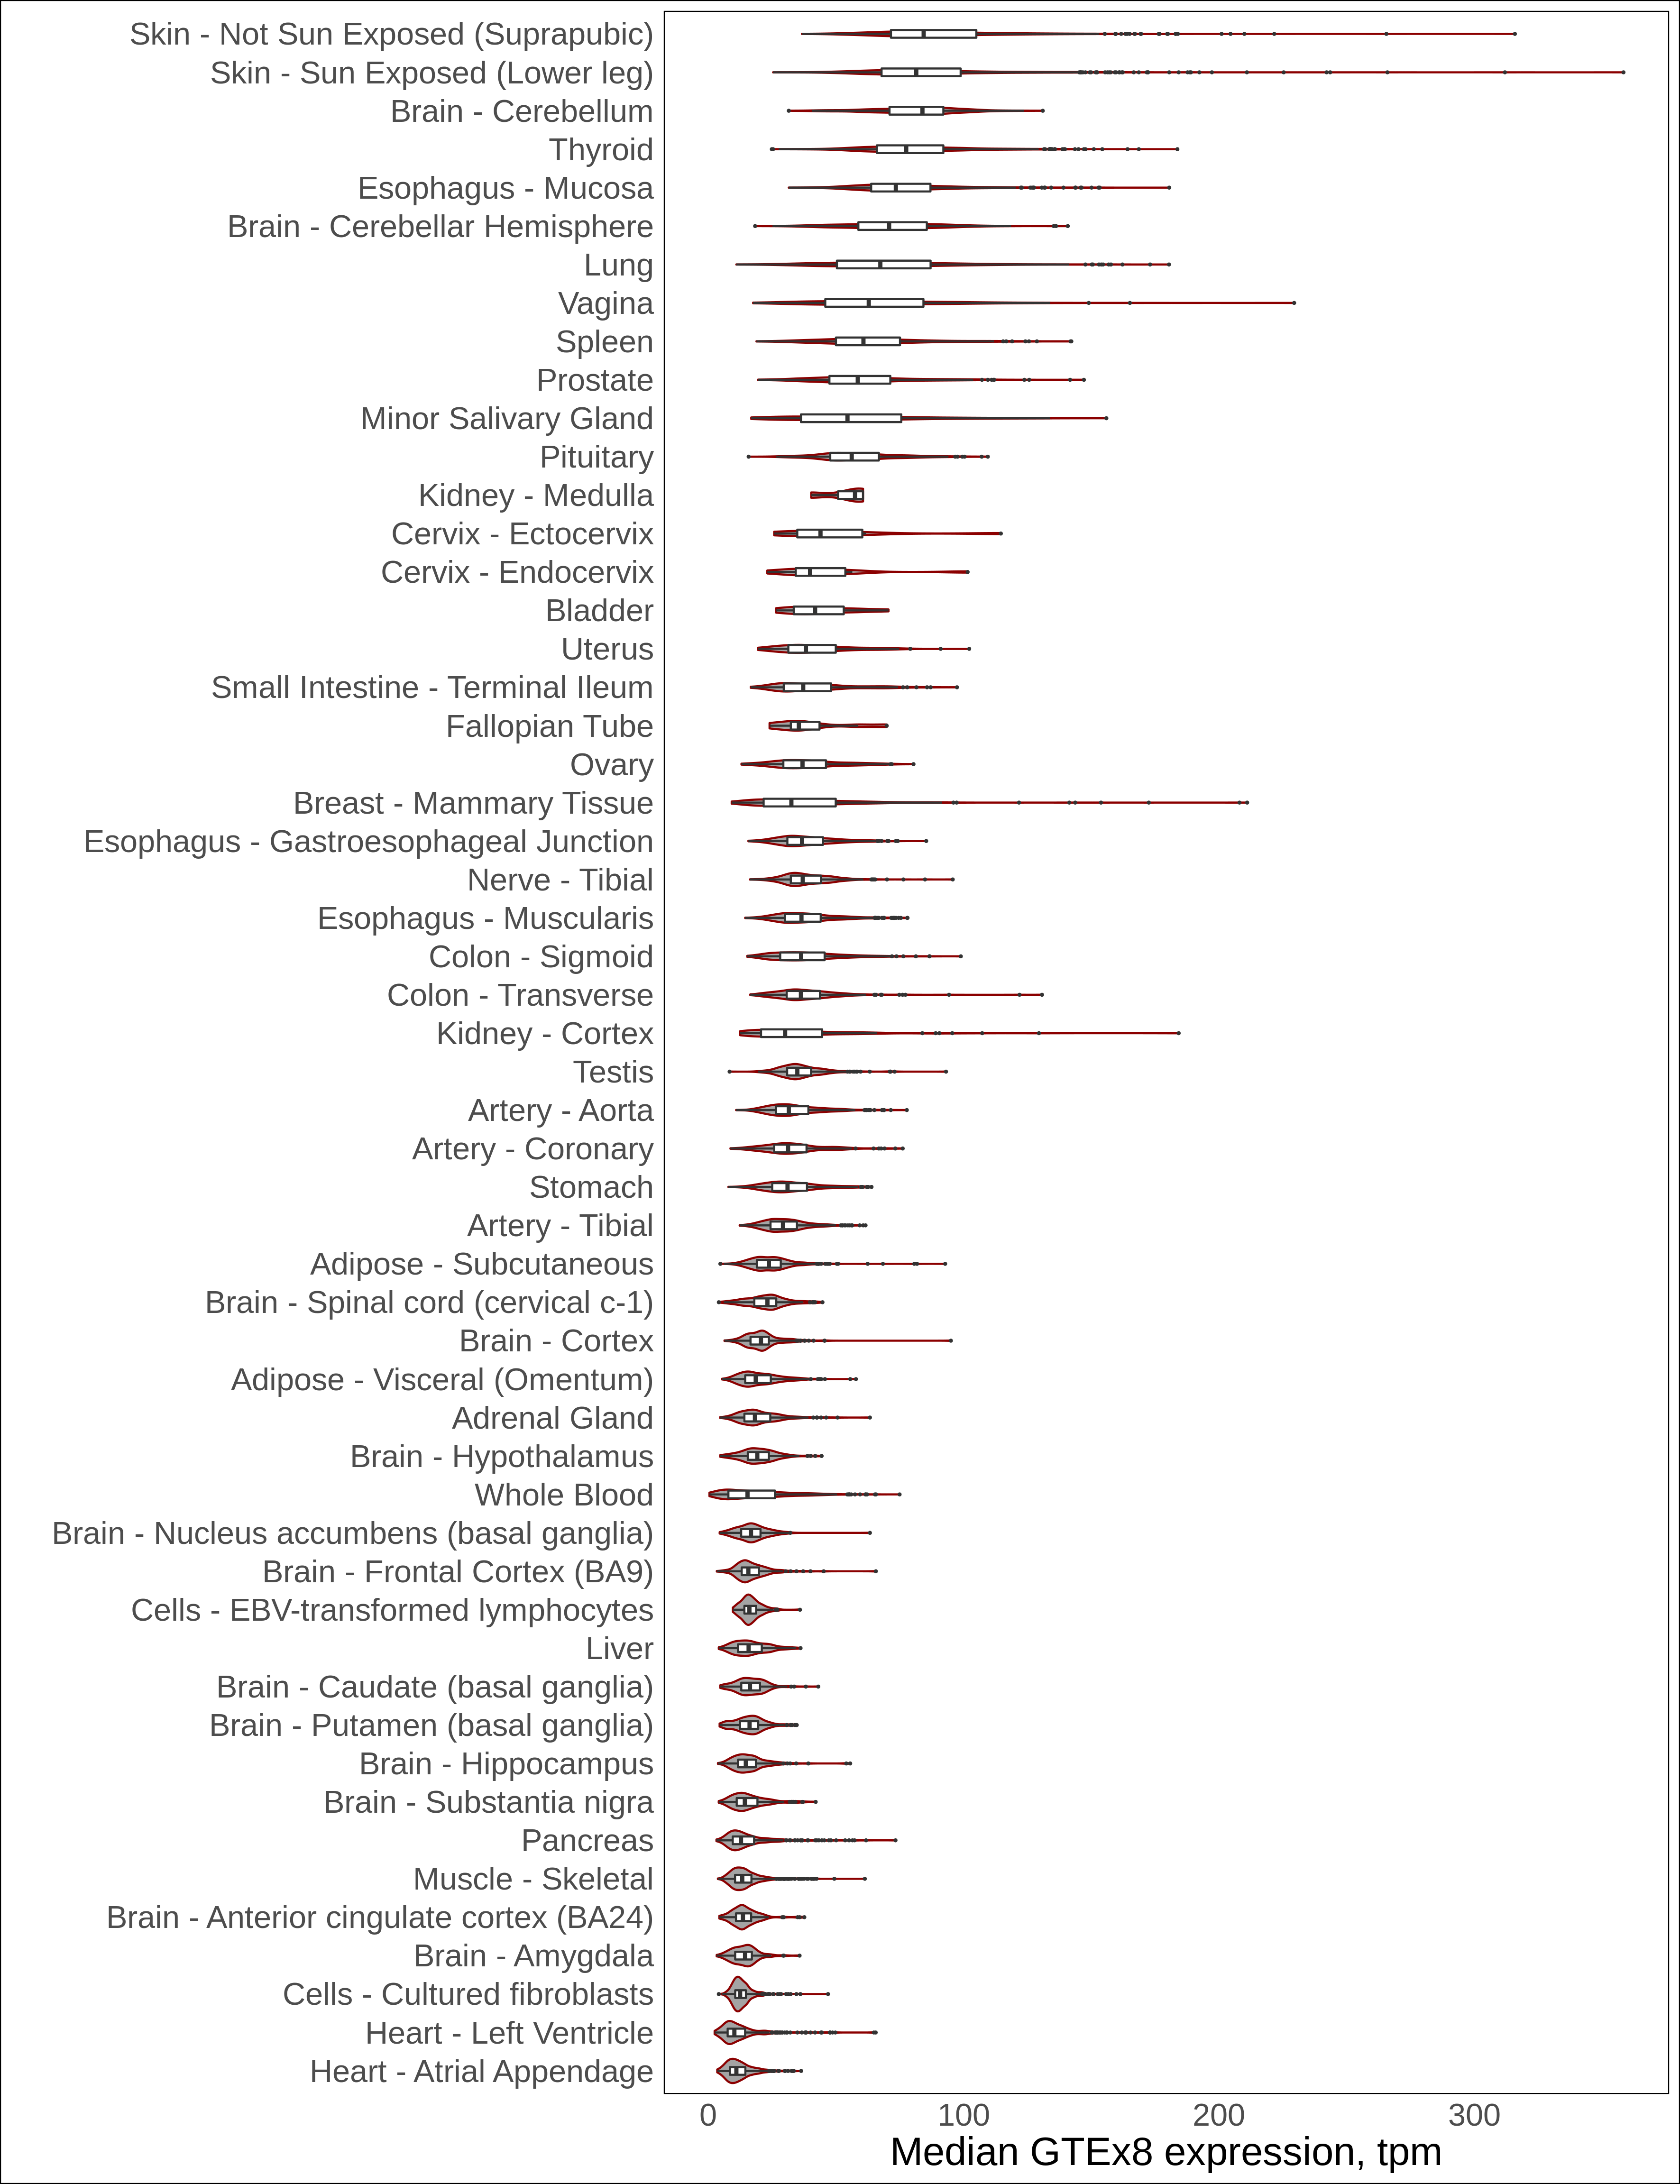 Skin - Not Sun Exposed (Suprapubic)
Skin - Sun Exposed (Lower leg)
Brain - Cerebellum
Thyroid
Esophagus - Mucosa
Brain - Cerebellar Hemisphere
Lung
Vagina
Spleen
Prostate
Minor Salivary Gland
Pituitary
Kidney - Medulla
Cervix - Ectocervix
Cervix - Endocervix
Bladder
Uterus
Small Intestine - Terminal Ileum
Fallopian Tube
Ovary
Breast - Mammary Tissue
Esophagus - Gastroesophageal Junction
Nerve - Tibial
Esophagus - Muscularis
Colon - Sigmoid
Colon - Transverse
Kidney - Cortex
Testis
Artery - Aorta
Artery - Coronary
Stomach
Artery - Tibial
Adipose - Subcutaneous
Brain - Spinal cord (cervical c-1)
Brain - Cortex
Adipose - Visceral (Omentum)
Adrenal Gland
Brain - Hypothalamus
Whole Blood
Brain - Nucleus accumbens (basal ganglia)
Brain - Frontal Cortex (BA9)
Cells - EBV-transformed lymphocytes
Liver
Brain - Caudate (basal ganglia)
Brain - Putamen (basal ganglia)
Brain - Hippocampus
Brain - Substantia nigra
Pancreas
Muscle - Skeletal
Brain - Anterior cingulate cortex (BA24)
Brain - Amygdala
Cells - Cultured fibroblasts
Heart - Left Ventricle
Heart - Atrial Appendage
0 100 200 300
Median GTEx8 expression, tpm